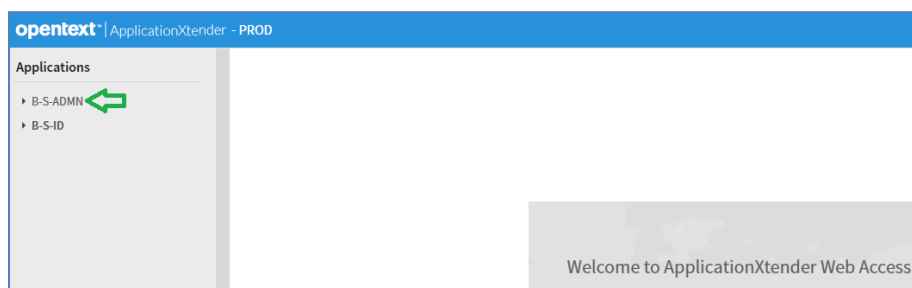 opentext™ | ApplicationXtender - PROD
Applications
B-S-ADMN
B-S-ID
Welcome to ApplicationXtender Web Access